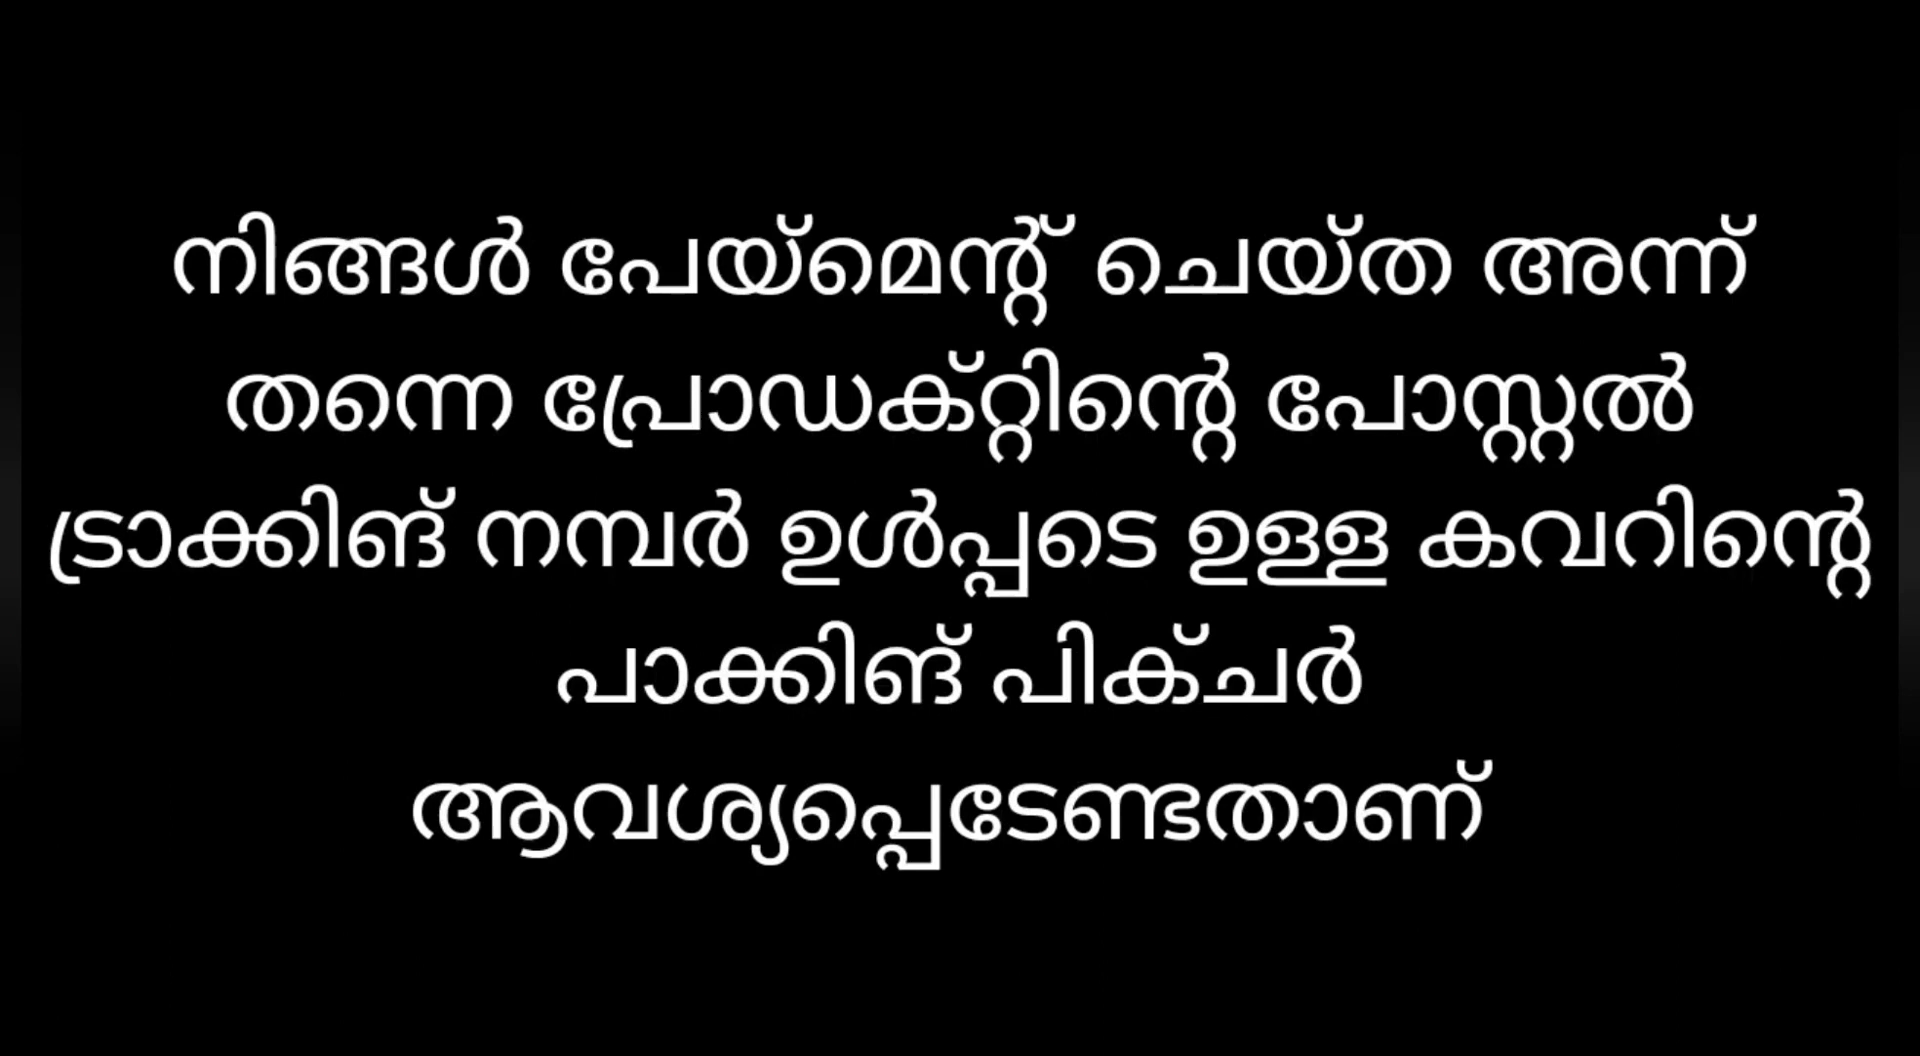 നിങ്ങൾ പേയ്മെന്റ് ചെയ്ത അന്ന്
തന്നെ പ്രോഡക്റ്റിന്റെ പോസ്റ്റൽ
ട്രാക്കിങ് നമ്പർ ഉൾപ്പടെ ഉള്ള കവറിന്റെ
പാക്കിങ് പിക്ചർ
ആവശ്യപ്പെടേണ്ടതാണ്